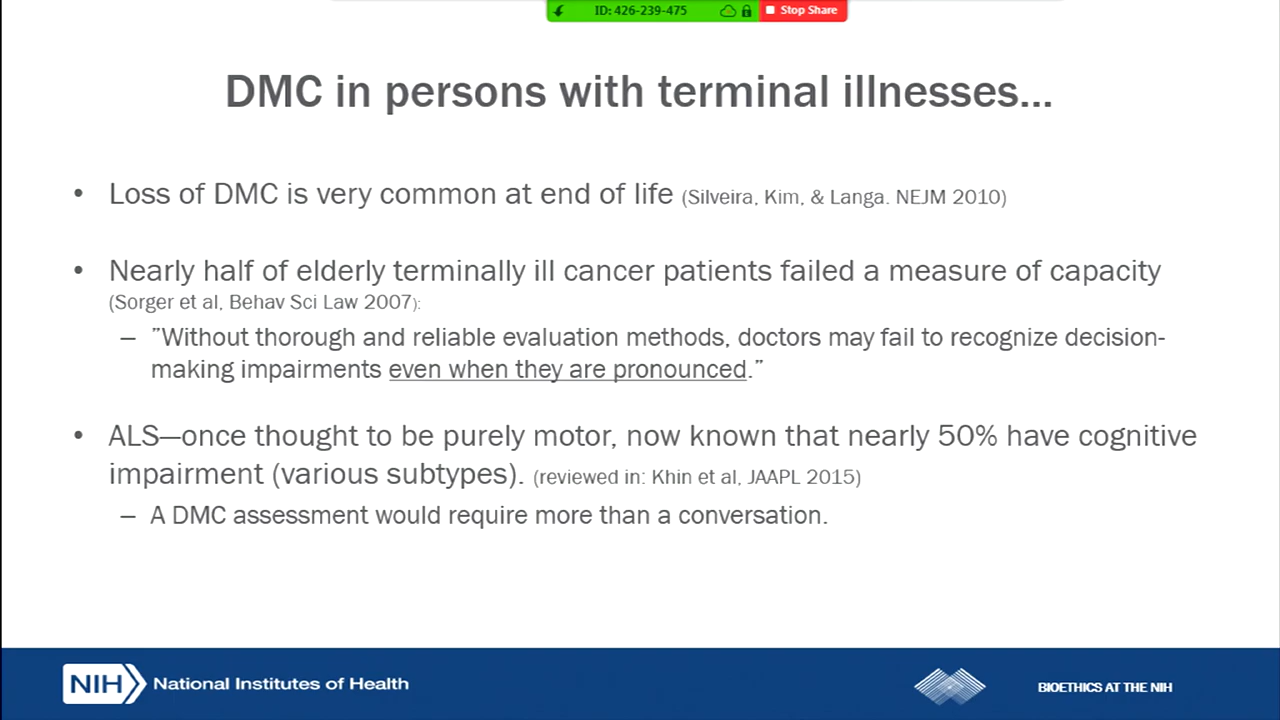 ID: 426-239-475
Stop Share
DMC in persons with terminal illnesses...
• Loss of DMC is very common at end of life (Silveira, Kim, & Langa. NEJM 2010)
• Nearly half of elderly terminally ill cancer patients failed a measure of capacity
(Sorger et al, Behav Sci Law 2007):
– ”Without thorough and reliable evaluation methods, doctors may fail to recognize decision-
making impairments even when they are pronounced.”
• ALS—once thought to be purely motor, now known that nearly 50% have cognitive
impairment (various subtypes). (reviewed in: Khin et al, JAAPL 2015)
– A DMC assessment would require more than a conversation.
NIH National Institutes of Health
BIOETHICS AT THE NIH